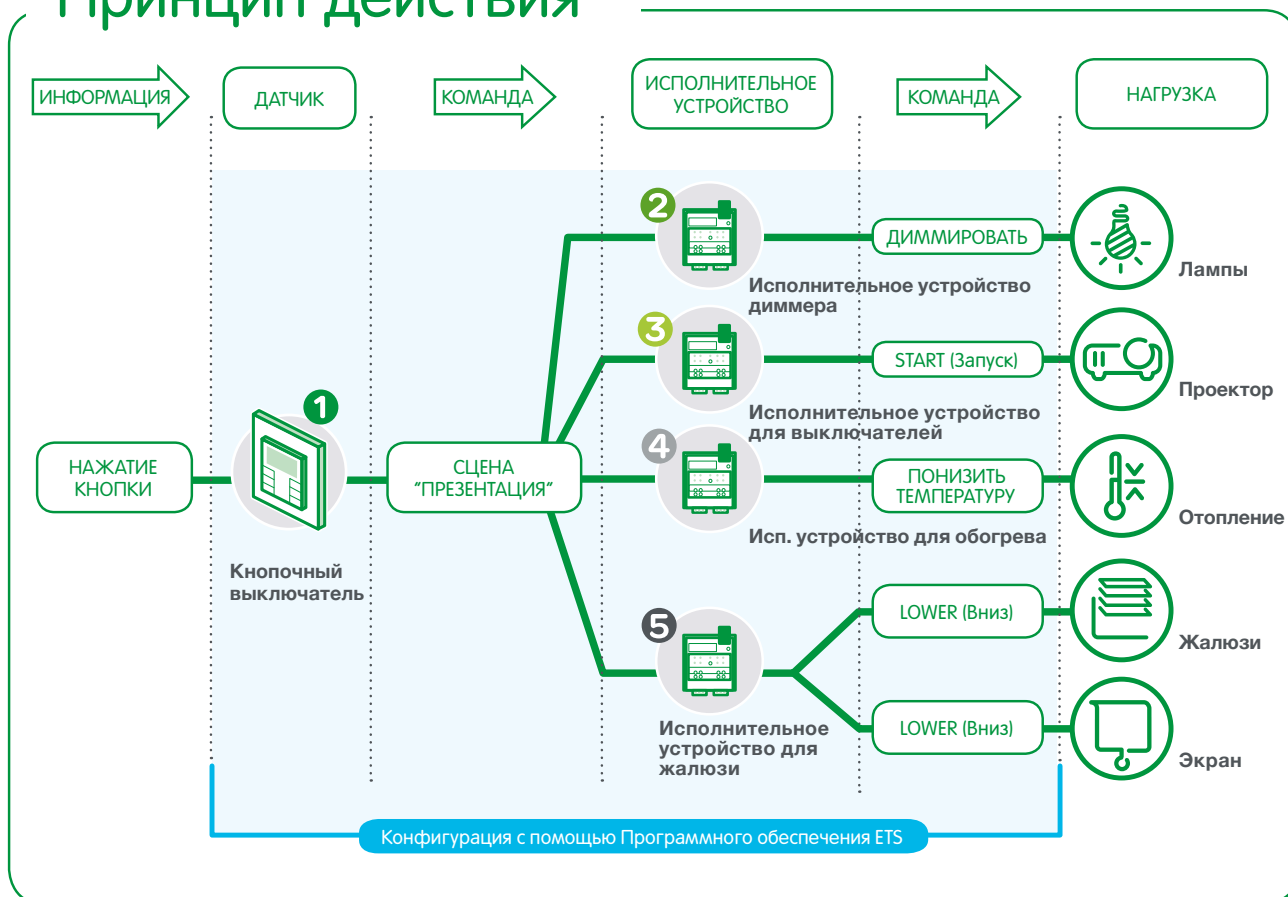 Принцип действия
ИНФОРМАЦИЯ
ДАТЧИК
КОМАНДА
ИСПОЛНИТЕЛЬНОЕ
УСТРОЙСТВО
КОМАНДА
НАГРУЗКА
НАЖАТИЕ
КНОПКИ
1
Кнопочный
выключатель
СЦЕНА
"ПРЕЗЕНТАЦИЯ"
2
Исполнительное устройство
диммера
ДИММИРОВАТЬ
Лампы
3
Исполнительное устройство
для выключателей
START (Запуск)
Проектор
4
Исп. устройство для обогрева
ПОНИЗИТЬ
ТЕМПЕРАТУРУ
Отопление
5
Исполнительное
устройство для
жалюзи
LOWER (Вниз)
Жалюзи
LOWER (Вниз)
Экран
Конфигурация с помощью Программного обеспечения ETS